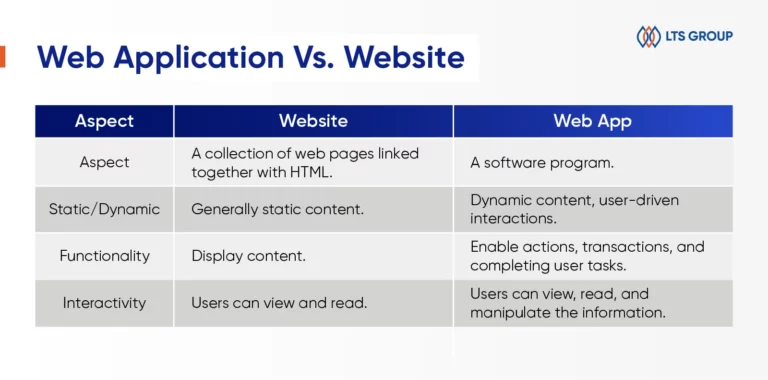 LTS GROUP
Web Application Vs. Website
Aspect Website Web App
Aspect
A collection of web pages linked
together with HTML.
A software program.
Static/Dynamic
Generally static content.
Dynamic content, user-driven
interactions.
Functionality
Display content.
Enable actions, transactions, and
completing user tasks.
Interactivity
Users can view and read.
Users can view, read, and
manipulate the information.